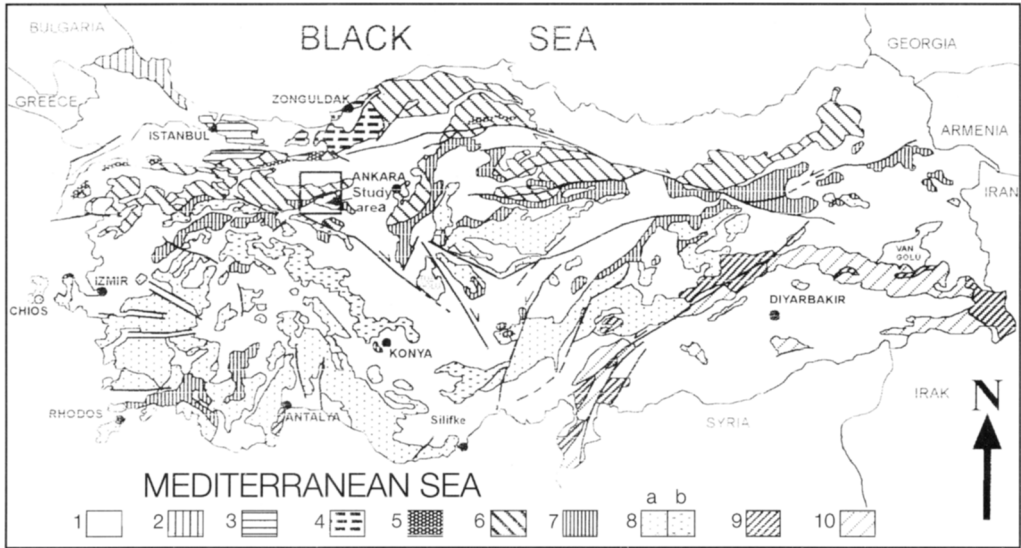 BULGARIA
BLACK SEA
GEORGIA
GREECE
ZONGULDAK
ISTANBUL
ARMENIA
ANKARA
Study
area
IRAN
VAN
GOLU
IZMIR
CHIOS
DIYARBAKIR
KONYA
RHODOS
ANTALYA
Silifke
SYRIA
IRAK
N
MEDITERRANEAN SEA
a b
1 2 3 4 5 6 7 8 9 10